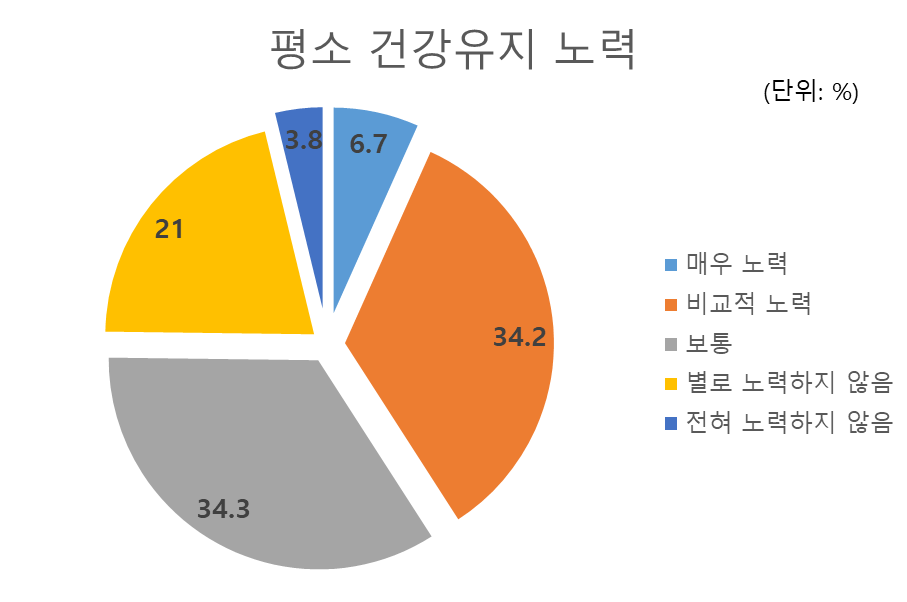 평소 건강유지 노력
(단위: %)
3.8
6.7
21
34.2
34.3
매우 노력
비교적 노력
보통
별로 노력하지 않음
전혀 노력하지 않음